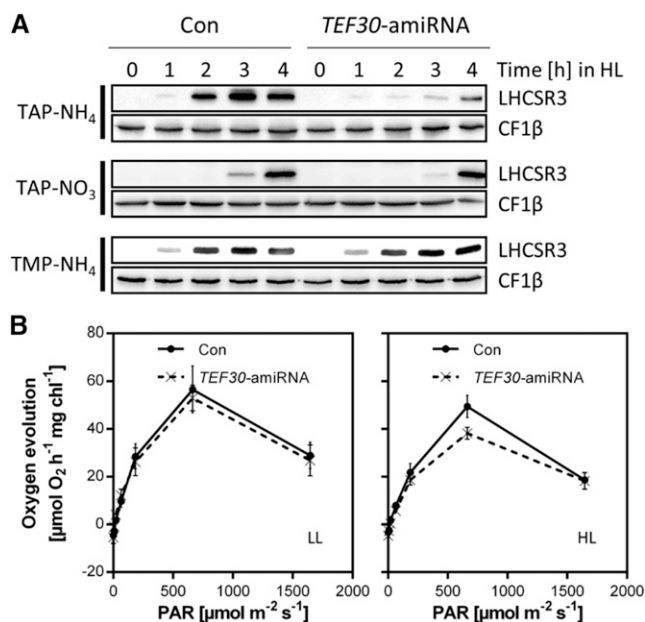 A
Con TEF30-amiRNA
0 1 2 3 4 0 1 2 3 4 Time [h] in HL
TAP-NH4 LHCSR3
CF1β
TAP-NO3 LHCSR3
CF1β
TMP-NH4 LHCSR3
CF1β
B
Oxygen evolution
[µmol O2 h-1 mg chl-1]
80
60
40
20
0
-20
Con
TEF30-amiRNA
LL
0 500 1000 1500 2000
PAR [µmol m-2 s-1]
Con
TEF30-amiRNA
HL
0 500 1000 1500 2000
PAR [µmol m-2 s-1]